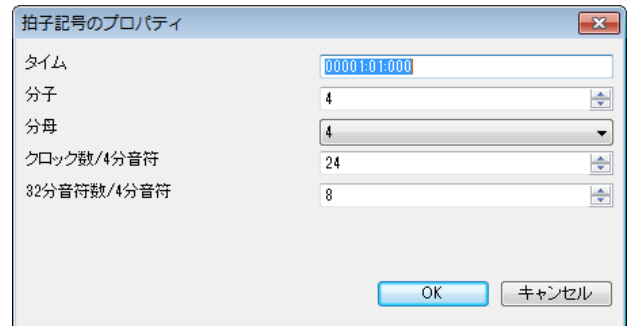 拍子記号のプロパティ
タイム 00001:01:000
分子 4
分母 4
クロック数/4分音符 24
32分音符数/4分音符 8
OK キャンセル